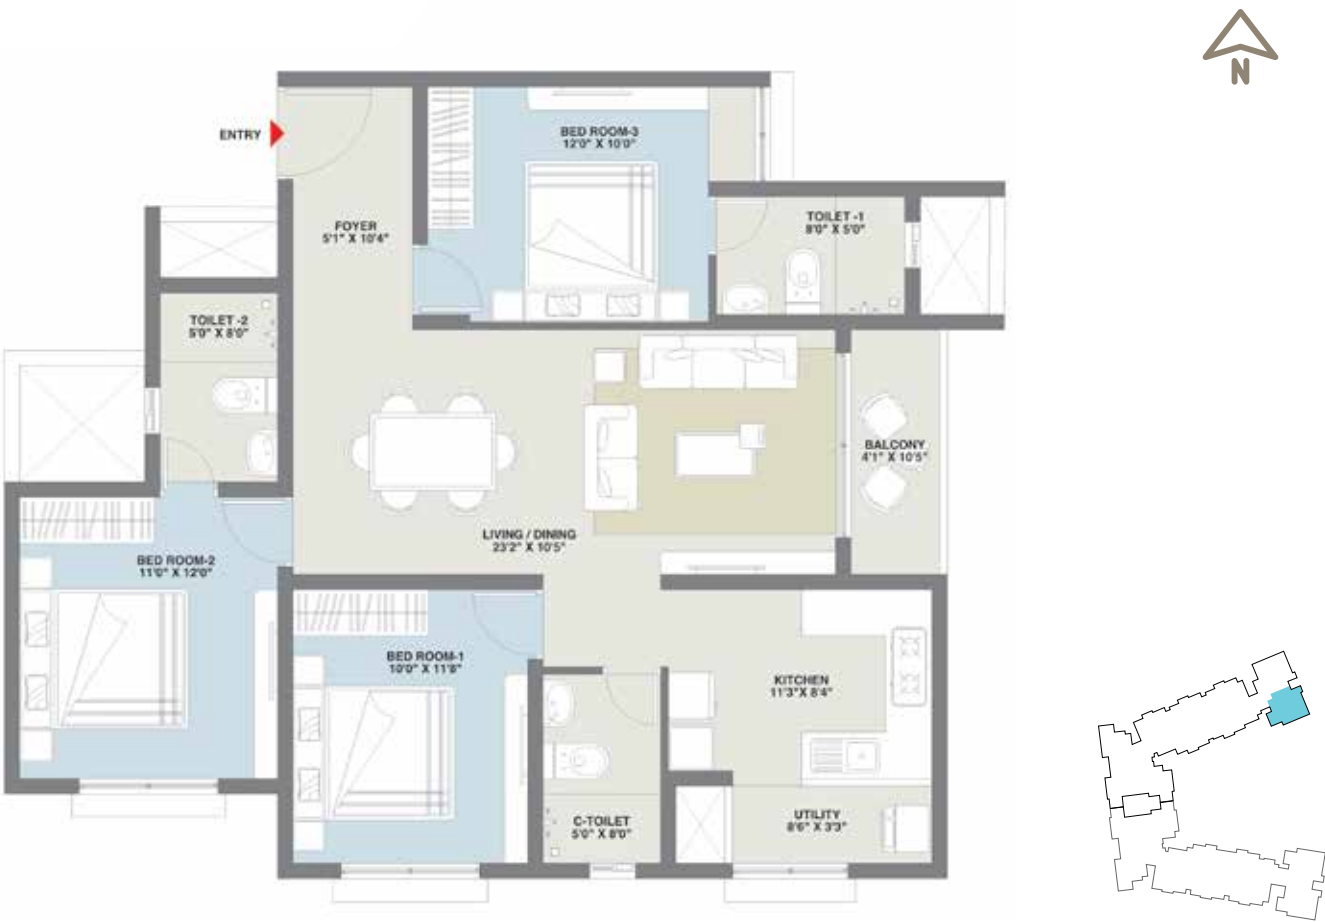 N
ENTRY
BED ROOM-3
12'0" X 10'0"
FOYER
5'1" X 10'4"
TOILET -1
8'0" X 5'0"
TOILET -2
5'0" X 8'0"
BALCONY
4'1" X 10'5"
LIVING / DINING
23'2" X 10'5"
BED ROOM-2
11'0" X 12'0"
BED ROOM-1
10'0" X 11'8"
KITCHEN
11'3"X 8'4"
C-TOILET
5'0" X 8'0"
UTILITY
8'6" X 3'3"